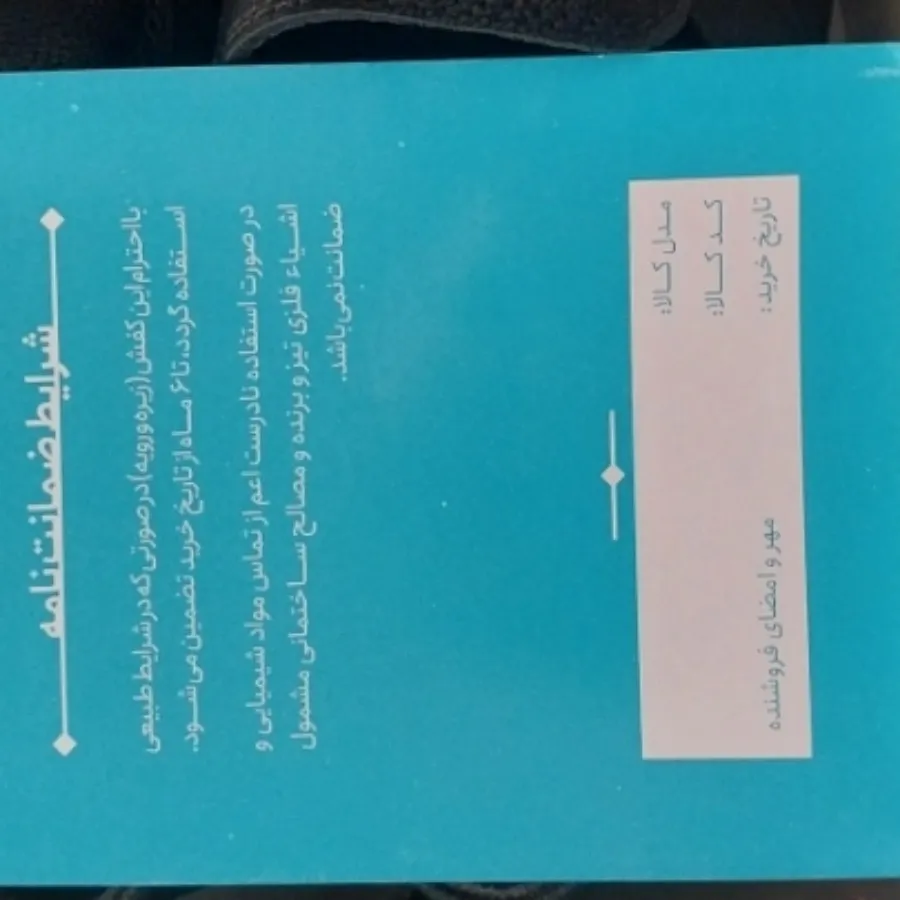 شرایط ضمانت نامه
با احترام این کفش (زیره و رویه) در صورتی که در شرایط طبیعی
استفاده گردد، تا ۶ ماه از تاریخ خرید تضمین می شود.
در صورت استفاده نادرست اعم از تماس مواد شیمیایی و
اشیاء فلزی تیز و برنده و مصالح ساختمانی مشمول
ضمانت نمی باشد.
مدل کالا:
کد کالا:
تاریخ خرید:
مهر و امضای فروشنده